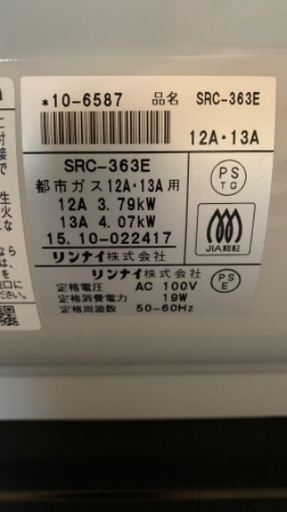 *10-6587 品名 SRC-363E
12A・13A
SRC-363E
都市ガス12A・13A用
12A 3.79kW
13A 4.07kW
15.10-022417
リンナイ株式会社
PS
TG
JIA認証
リンナイ株式会社
定格電圧 AC 100V
定格消費電力 19W
定格周波数 50-60Hz
PS
E